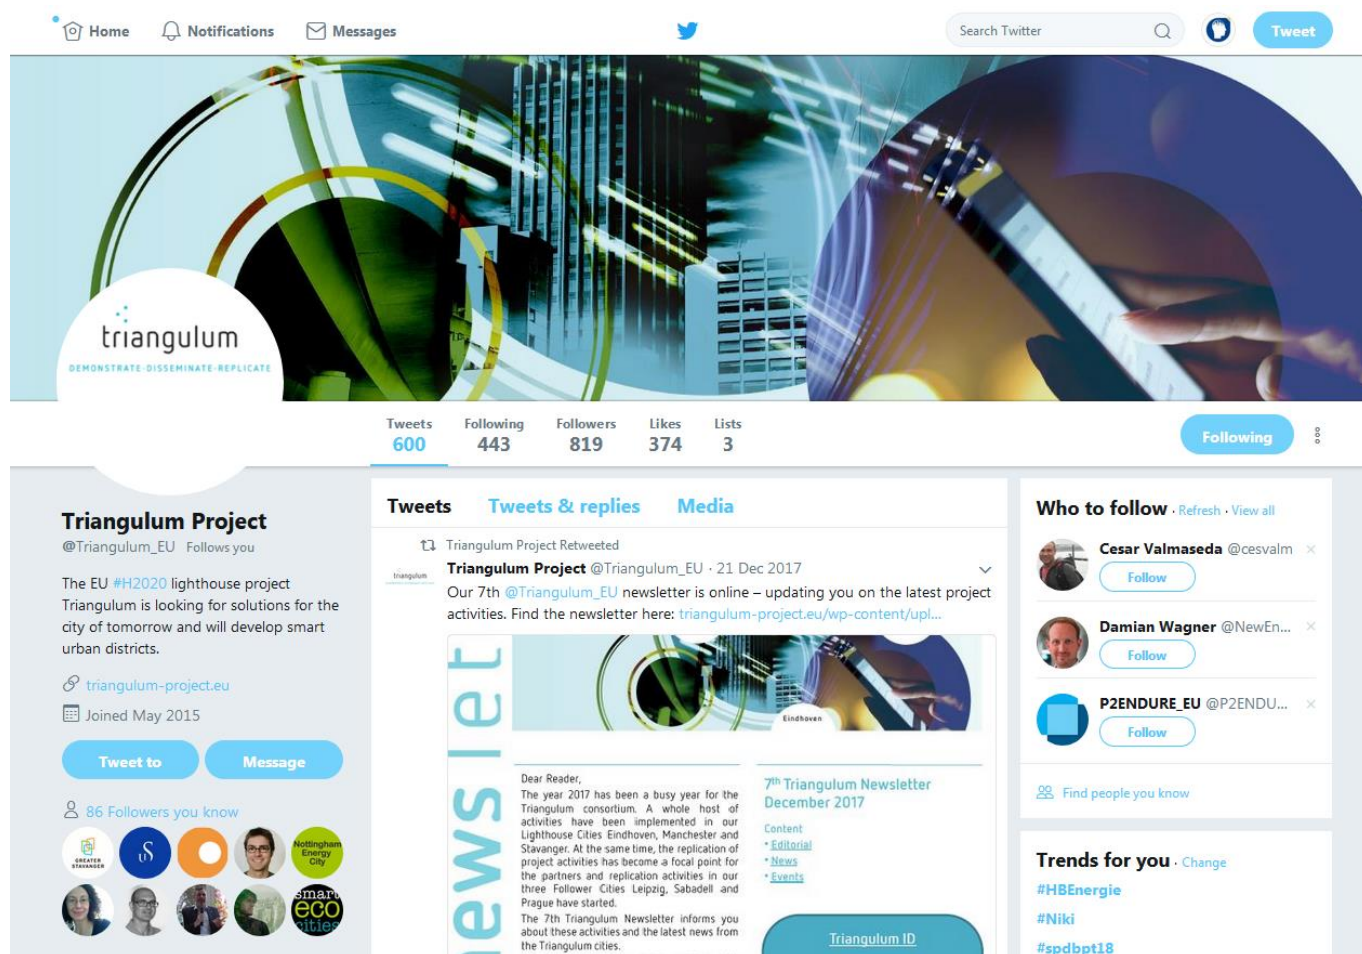 Home
Notifications
Messages
Search Twitter
Tweet
triangulum
DEMONSTRATE·DISSEMINATE·REPLICATE
Tweets
600
Following
443
Followers
819
Likes
374
Lists
3
Following
Triangulum Project
@Triangulum_EU Follows you
The EU #H2020 lighthouse project
Triangulum is looking for solutions for the
city of tomorrow and will develop smart
urban districts.
triangulum-project.eu
Joined May 2015
Tweet to
Message
86 Followers you know
GREATER
STAVANGER
S
Nottingham
Energy
City
smart
eco
cities
Tweets
Tweets & replies
Media
Triangulum Project Retweeted
triangulum
Triangulum Project @Triangulum_EU · 21 Dec 2017
Our 7th @Triangulum_EU newsletter is online – updating you on the latest project
activities. Find the newsletter here: triangulum-project.eu/wp-content/upl...
newslet
Eindhoven
Dear Reader,
The year 2017 has been a busy year for the
Triangulum consortium. A whole host of
activities have been implemented in our
Lighthouse Cities Eindhoven, Manchester and
Stavanger. At the same time, the replication of
project activities has become a focal point for
the partners and replication activities in our
three Follower Cities Leipzig, Sabadell and
Prague have started.
The 7th Triangulum Newsletter informs you
about these activities and the latest news from
the Triangulum cities.
7th Triangulum Newsletter
December 2017
Content
• Editorial
• News
• Events
Triangulum ID
Who to follow · Refresh · View all
Cesar Valmaseda @cesvalm
Follow
Damian Wagner @NewEn...
Follow
P2ENDURE_EU @P2ENDU...
Follow
Find people you know
Trends for you · Change
#HBEnergie
#Niki
#spdbpt18